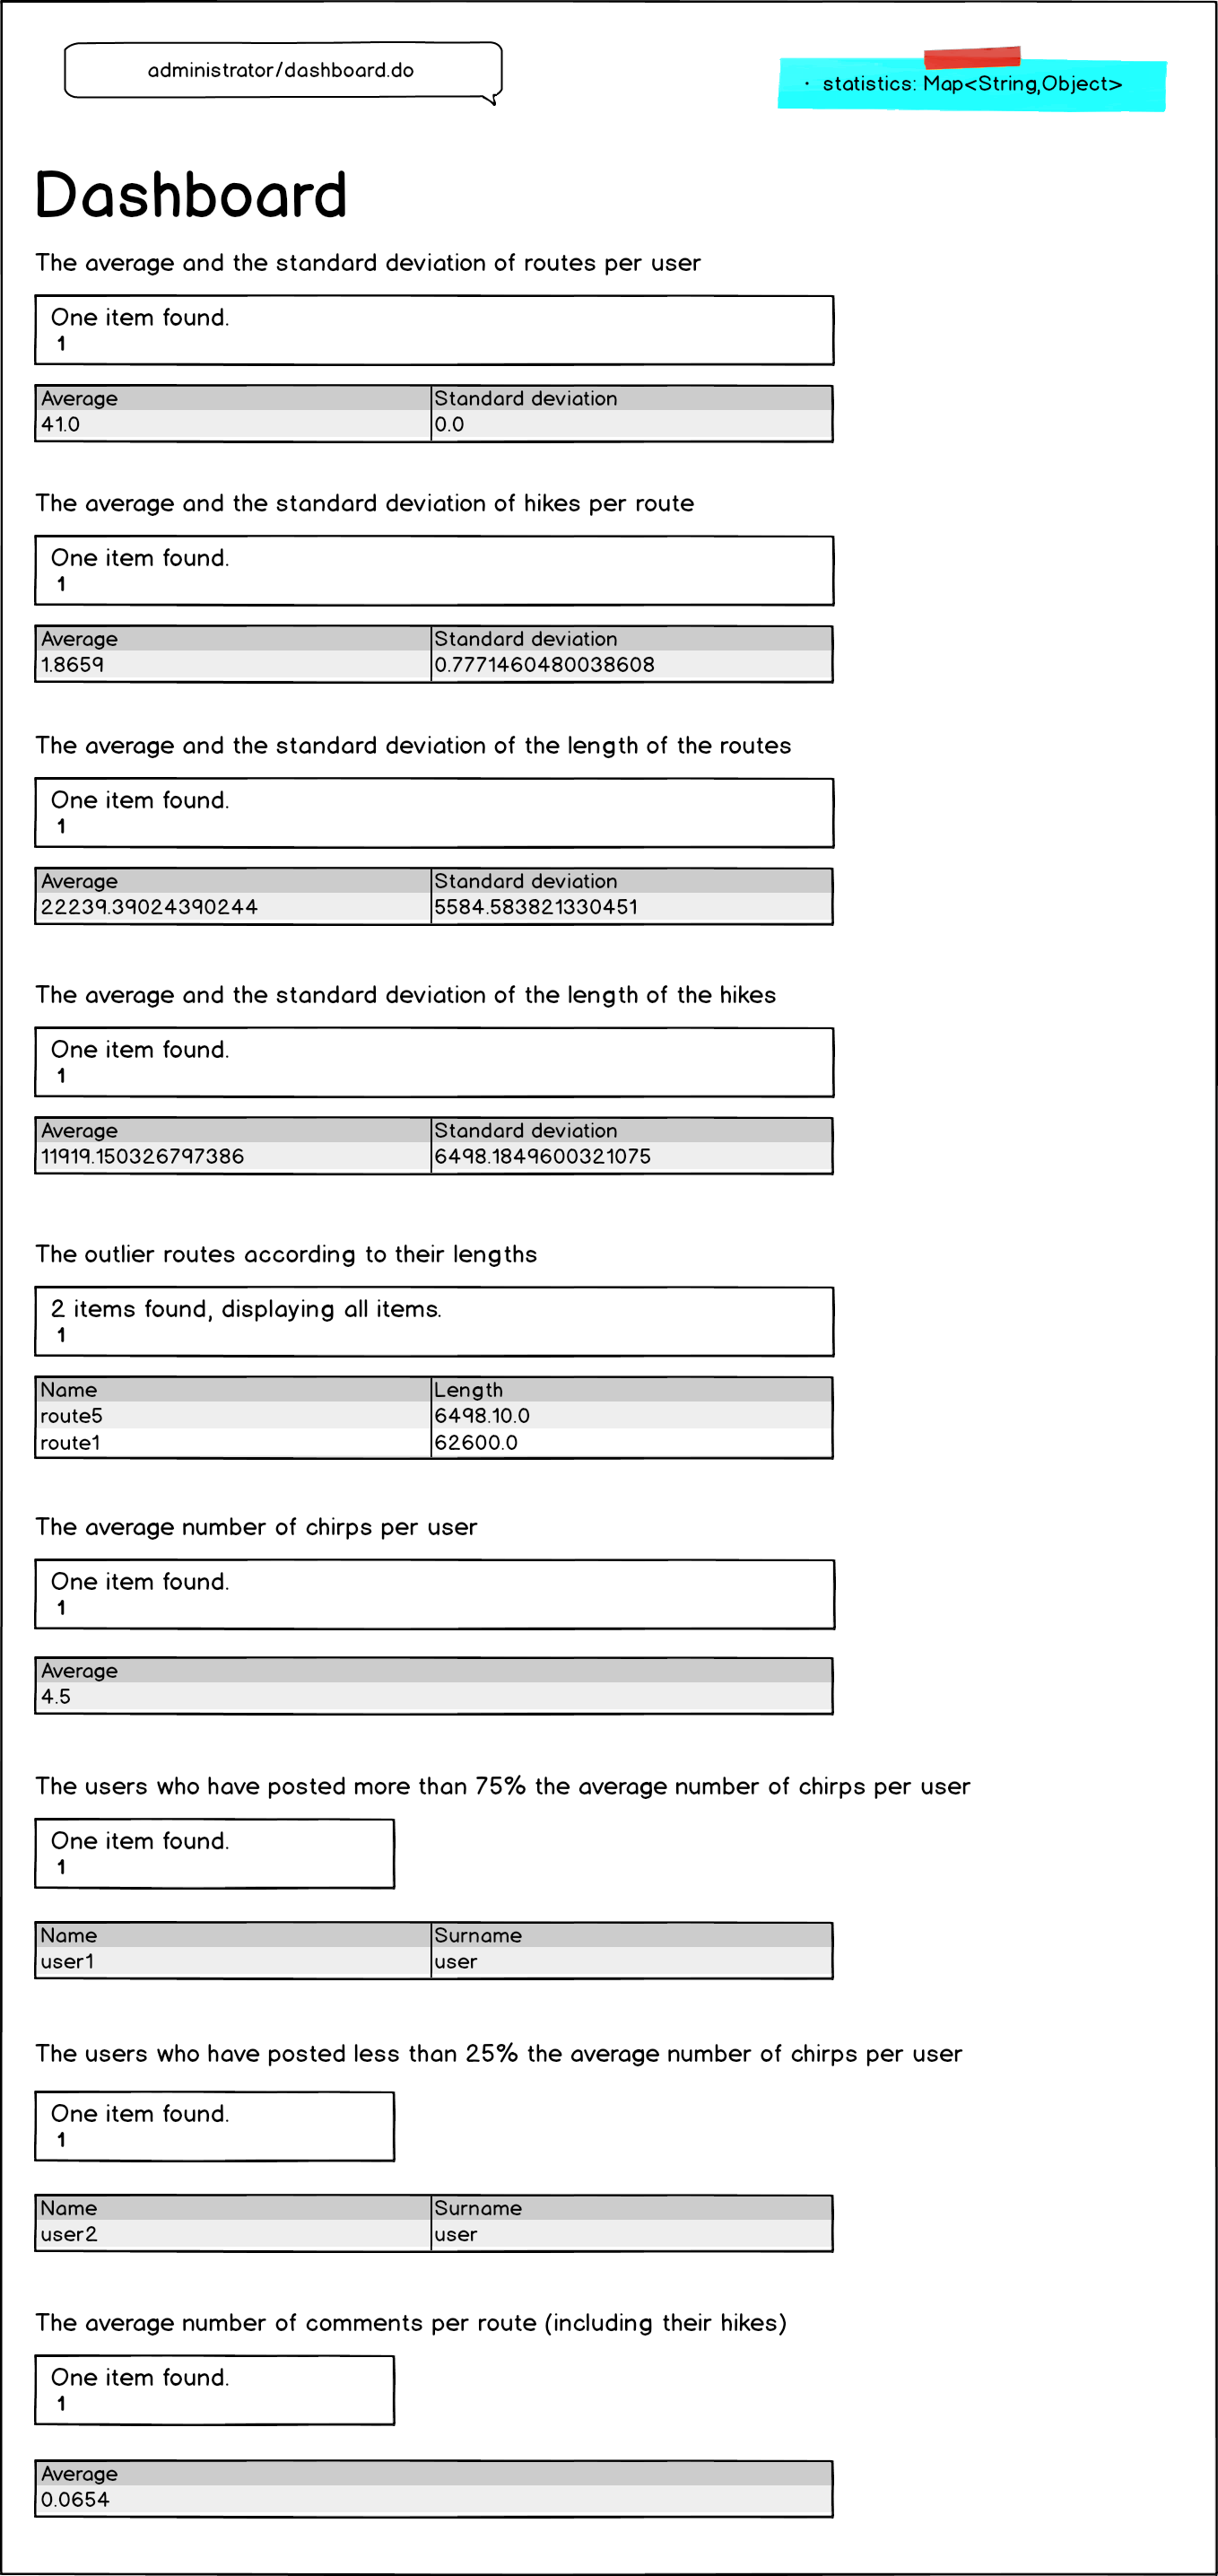 administrator/dashboard.do
• statistics: Map<String,Object>
Dashboard
The average and the standard deviation of routes per user
One item found.
1
Average Standard deviation
41.0 0.0
The average and the standard deviation of hikes per route
One item found.
1
Average Standard deviation
1.8659 0.7771460480038608
The average and the standard deviation of the length of the routes
One item found.
1
Average Standard deviation
22239.39024390244 5584.583821330451
The average and the standard deviation of the length of the hikes
One item found.
1
Average Standard deviation
11919.150326797386 6498.1849600321075
The outlier routes according to their lengths
2 items found, displaying all items.
1
Name Length
route5 6498.10.0
route1 62600.0
The average number of chirps per user
One item found.
1
Average
4.5
The users who have posted more than 75% the average number of chirps per user
One item found.
1
Name Surname
user1 user
The users who have posted less than 25% the average number of chirps per user
One item found.
1
Name Surname
user2 user
The average number of comments per route (including their hikes)
One item found.
1
Average
0.0654